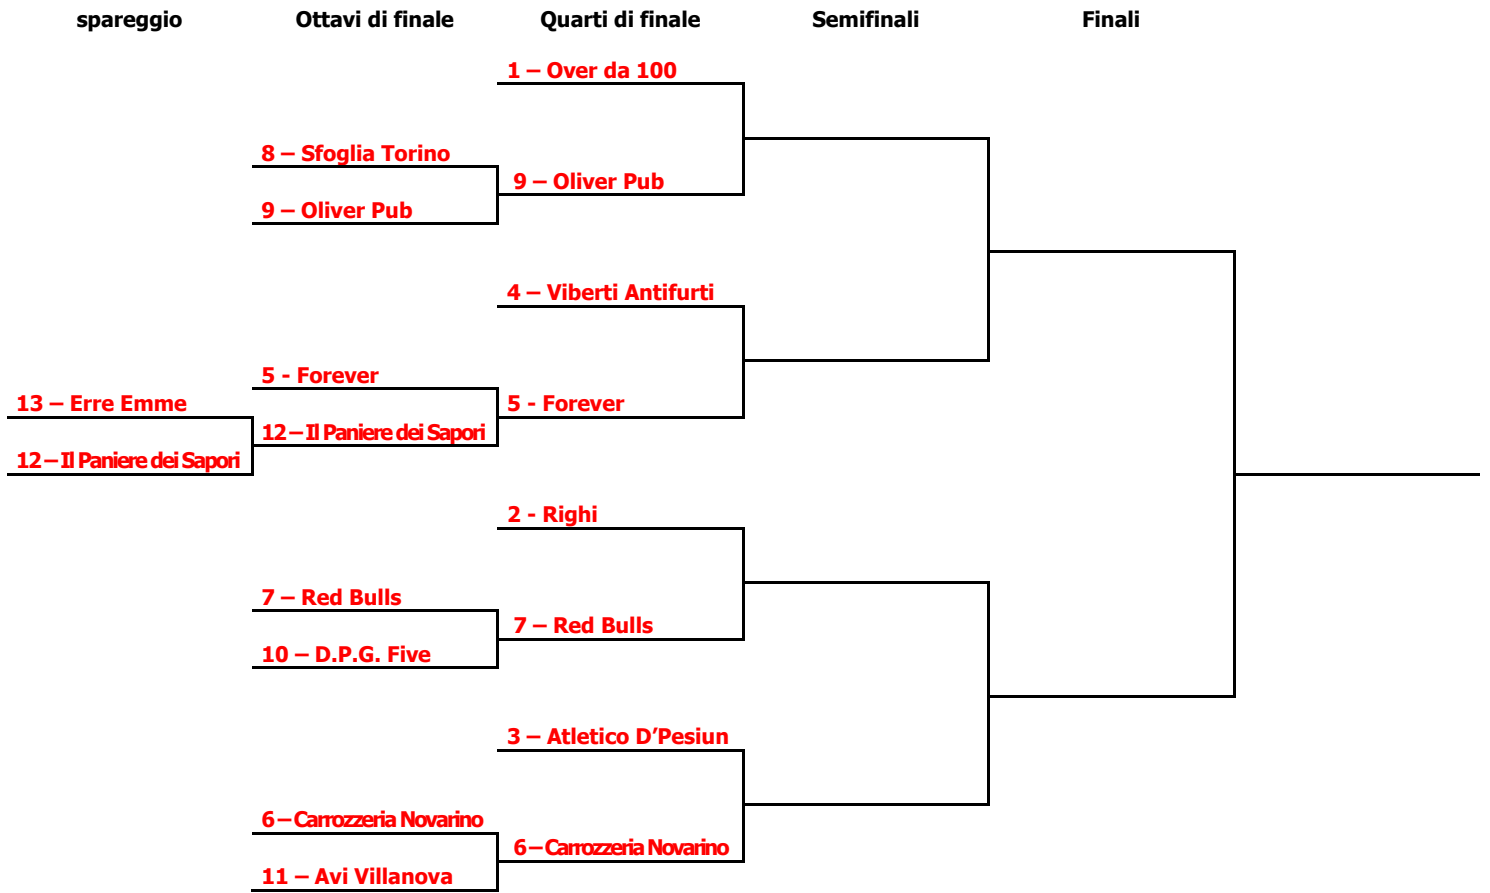 spareggio
Ottavi di finale
Quarti di finale
Semifinali
Finali
1 – Over da 100
8 – Sfoglia Torino
9 – Oliver Pub
9 – Oliver Pub
4 – Viberti Antifurti
5 - Forever
13 – Erre Emme
5 - Forever
12 – Il Paniere dei Sapori
12 – Il Paniere dei Sapori
2 - Righi
7 – Red Bulls
7 – Red Bulls
10 – D.P.G. Five
3 – Atletico D’Pesiun
6 – Carrozzeria Novarino
6 – Carrozzeria Novarino
11 – Avi Villanova